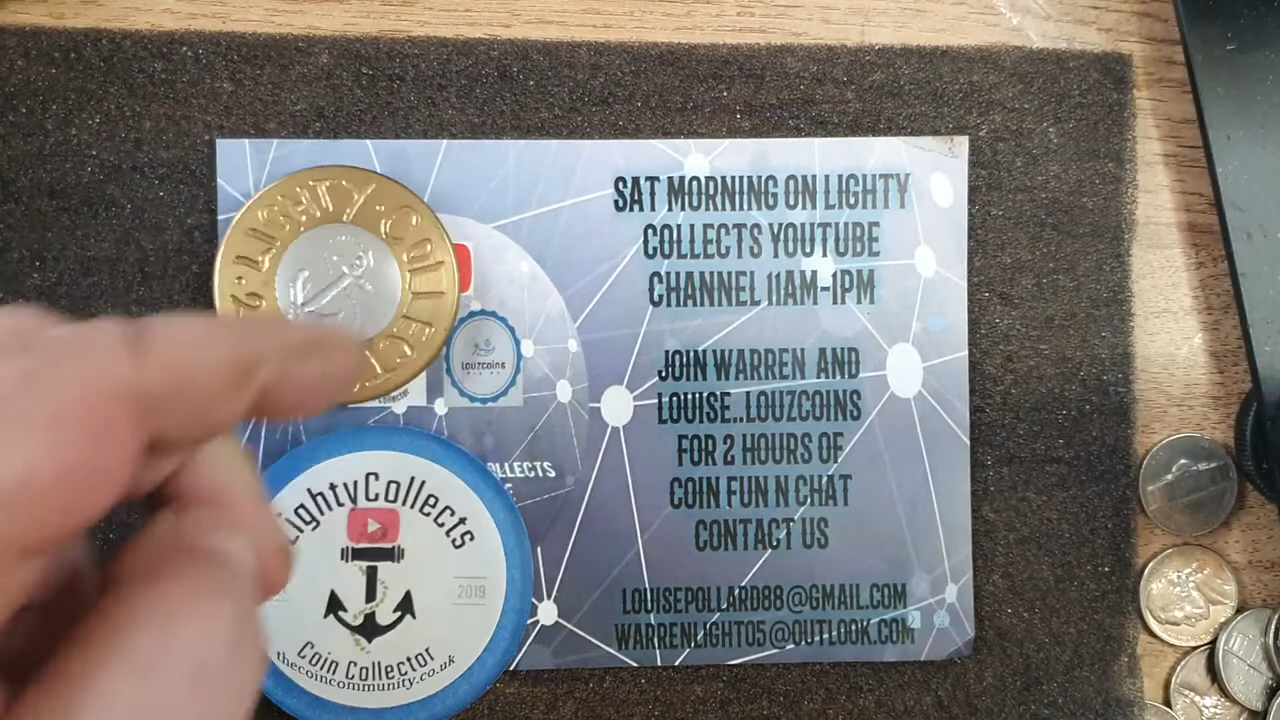 LIGHTY COLLECT
Louzcoins
Collector
OLLECTS
LightyCollects
2019
Coin Collector
thecoincommunity.co.uk
SAT MORNING ON LIGHTY
COLLECTS YOUTUBE
CHANNEL 11AM-1PM
JOIN WARREN AND
LOUISE..LOUZCOINS
FOR 2 HOURS OF
COIN FUN N CHAT
CONTACT US
LOUISEPOLLARD88@GMAIL.COM
WARRENLIGHT05@OUTLOOK.COM